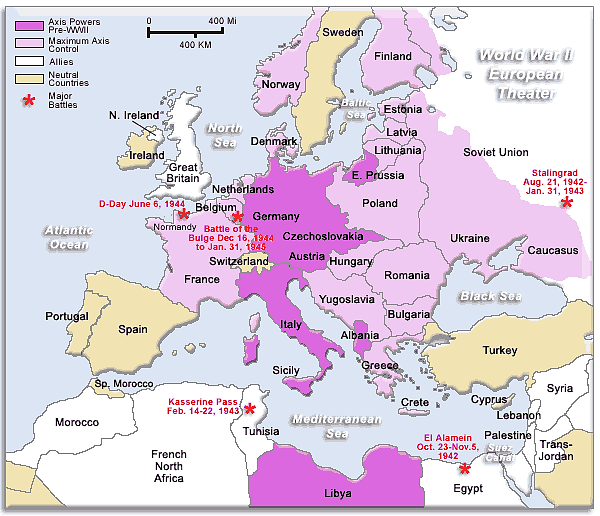 Axis Powers
Pre-WWII
Maximum Axis
Control
Allies
Neutral
Countries
Major
Battles
0
400 Mi
400 KM
World War II
European
Theater
Sweden
Finland
Norway
Baltic
Sea
Estonia
Latvia
Lithuania
Soviet Union
N. Ireland
Ireland
Great
Britain
North
Sea
Denmark
E. Prussia
Stalingrad
Aug. 21, 1942-
Jan. 31, 1943
Netherlands
Poland
D-Day June 6, 1944
Belgium
Germany
Normandy
Battle of the
Bulge Dec 16, 1944
to Jan. 31, 1945
Czechoslovakia
Ukraine
Atlantic
Ocean
Caucasus
Switzerland
Austria
Hungary
France
Romania
Yugoslavia
Black Sea
Bulgaria
Portugal
Spain
Italy
Albania
Turkey
Greece
Sicily
Sp. Morocco
Kasserine Pass
Feb. 14-22, 1943
Crete
Cyprus
Syria
Lebanon
Morocco
Tunisia
Mediterranean
Sea
El Alamein
Oct. 23-Nov.5,
1942
Palestine
Suez
Canal
Trans-
Jordan
French
North
Africa
Libya
Egypt